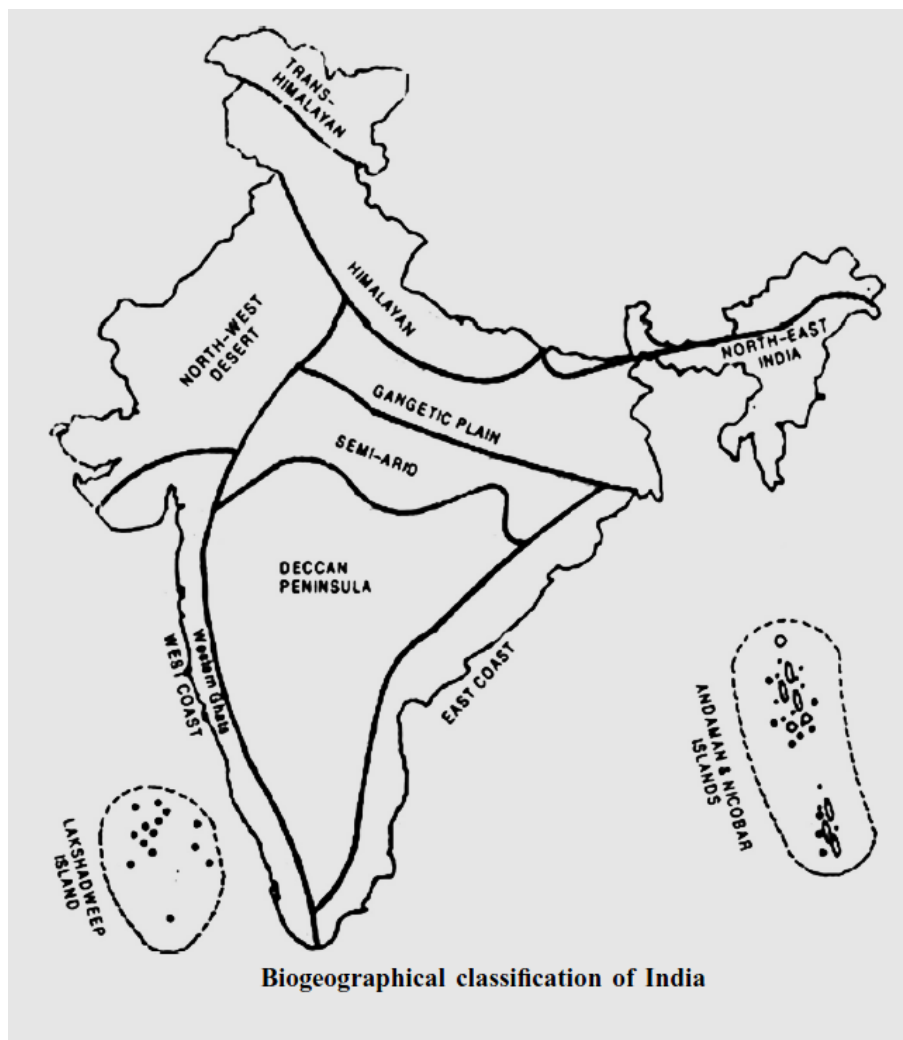 TRANS-
HIMALAYAN
HIMALAYAN
NORTH-WEST
DESERT
NORTH-EAST
INDIA
GANGETIC PLAIN
SEMI-ARID
DECCAN
PENINSULA
Western Ghats
WEST COAST
EAST COAST
ANDAMAN & NICOBAR
ISLANDS
LAKSHADWEEP
ISLAND
Biogeographical classification of India